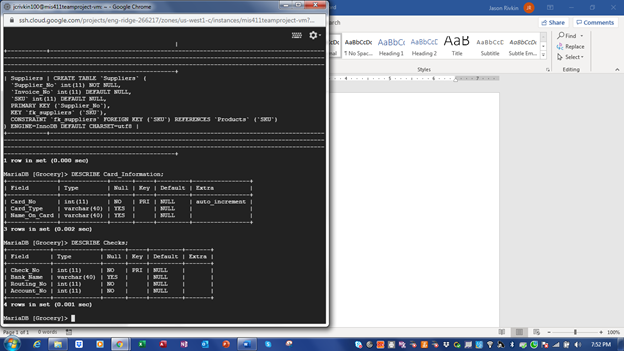 jcrivkin100@mis411teamproject-vm: ~ - Google Chrome
ssh.cloud.google.com/projects/eng-ridge-266217/zones/us-west1-c/instances/mis411teamproject-vm?...
| Suppliers | CREATE TABLE `Suppliers` (
`Supplier_No` int(11) NOT NULL,
`Invoice_No` int(11) DEFAULT NULL,
`SKU` int(11) DEFAULT NULL,
PRIMARY KEY (`Supplier_No`),
KEY `fk_suppliers` (`SKU`),
CONSTRAINT `fk_suppliers` FOREIGN KEY (`SKU`) REFERENCES `Products` (`SKU`)
) ENGINE=InnoDB DEFAULT CHARSET=utf8 |
1 row in set (0.000 sec)
MariaDB [Grocery]> DESCRIBE Card_Information;
| Field | Type | Null | Key | Default | Extra |
| Card_No | int(11) | NO | PRI | NULL | auto_increment |
| Card_Type | varchar(40) | YES | | NULL | |
| Name_On_Card | varchar(40) | YES | | NULL | |
3 rows in set (0.002 sec)
MariaDB [Grocery]> DESCRIBE Checks;
| Field | Type | Null | Key | Default | Extra |
| Check_No | int(11) | NO | PRI | NULL | |
| Bank_Name | varchar(40) | YES | | NULL | |
| Routing_No | int(11) | NO | | NULL | |
| Account_No | int(11) | NO | | NULL | |
4 rows in set (0.001 sec)
MariaDB [Grocery]>
Jason Rivkin JR
Share Comments
AaBbCcDc AaBbCcDc AaBbCc AaBbCcC AaB AaBbCcD AaBbCcDc
1 No Spac... Heading 1 Heading 2 Title Subtitle Subtle Em...
Styles
Find
Replace
Select
Editing
Page 1 of 1 0 words
100%
7:52 PM